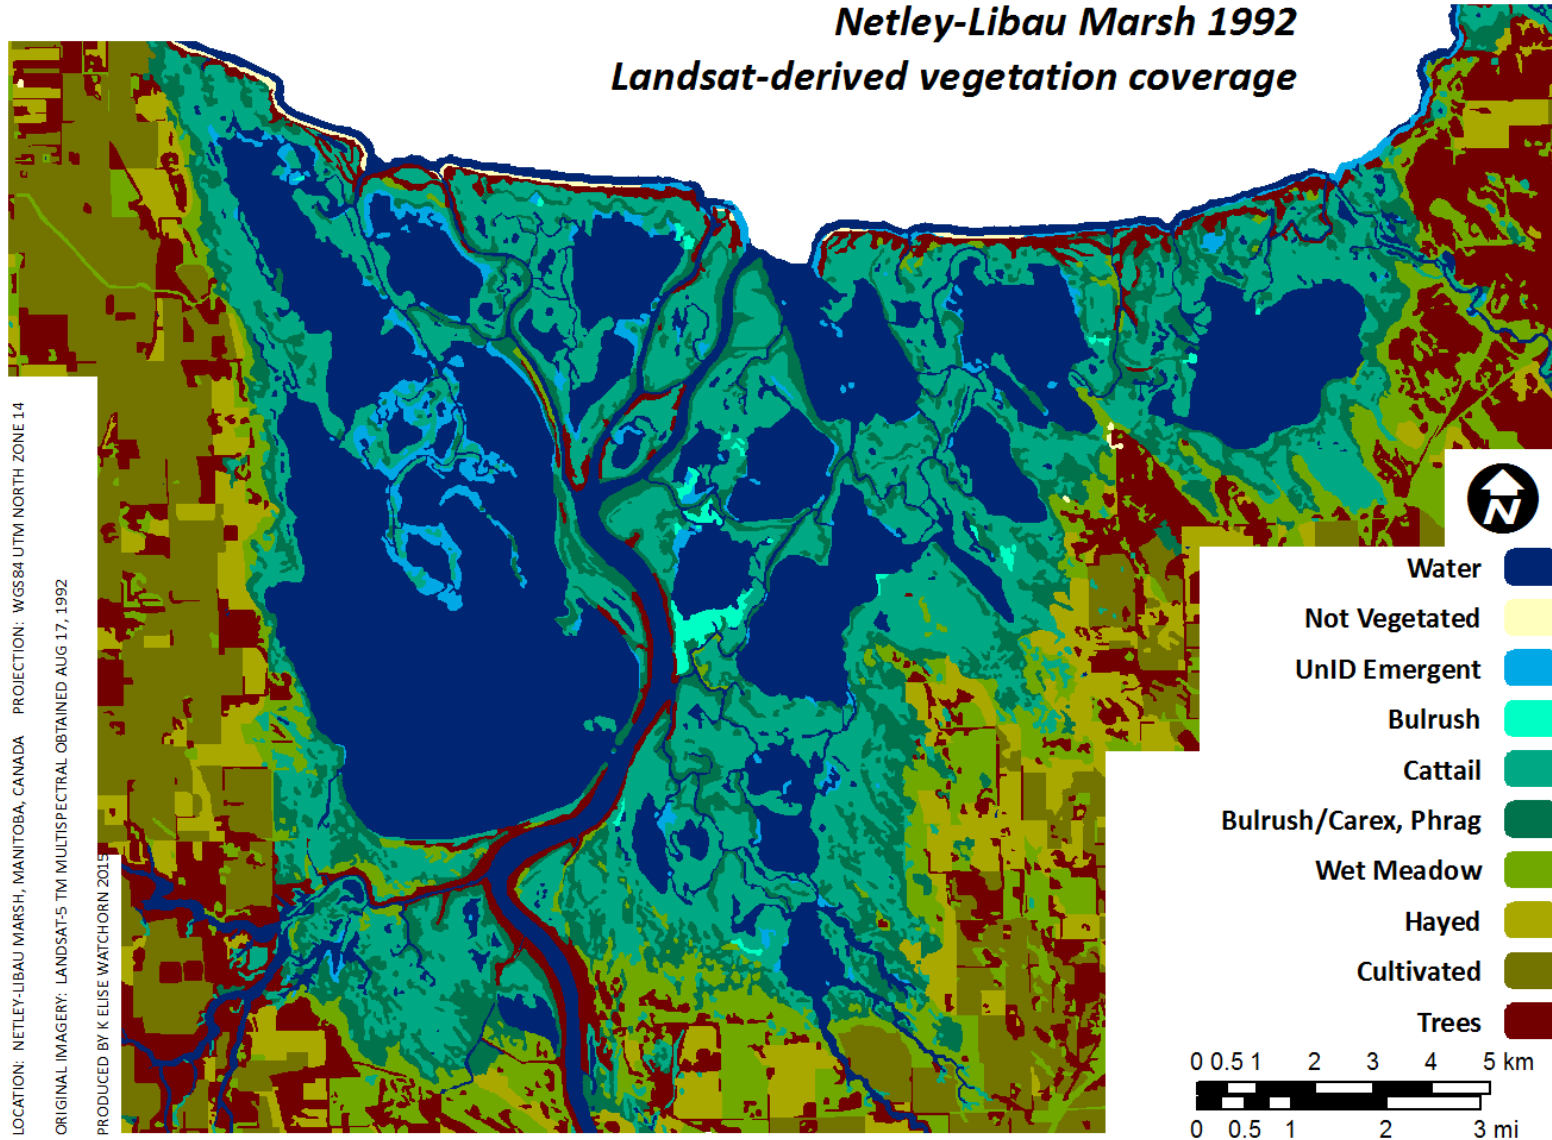 Netley-Libau Marsh 1992
Landsat-derived vegetation coverage
LOCATION: NETLEY-LIBAU MARSH, MANITOBA, CANADA PROJECTION: WGS84 UTM NORTH ZONE 14
ORIGINAL IMAGERY: LANDSAT-5 TM MULTISPECTRAL OBTAINED AUG 17, 1992
PRODUCED BY K ELISE WATCHORN 2015
N
Water
Not Vegetated
UnID Emergent
Bulrush
Cattail
Bulrush/Carex, Phrag
Wet Meadow
Hayed
Cultivated
Trees
0 0.5 1 2 3 4 5 km
0 0.5 1 2 3 mi